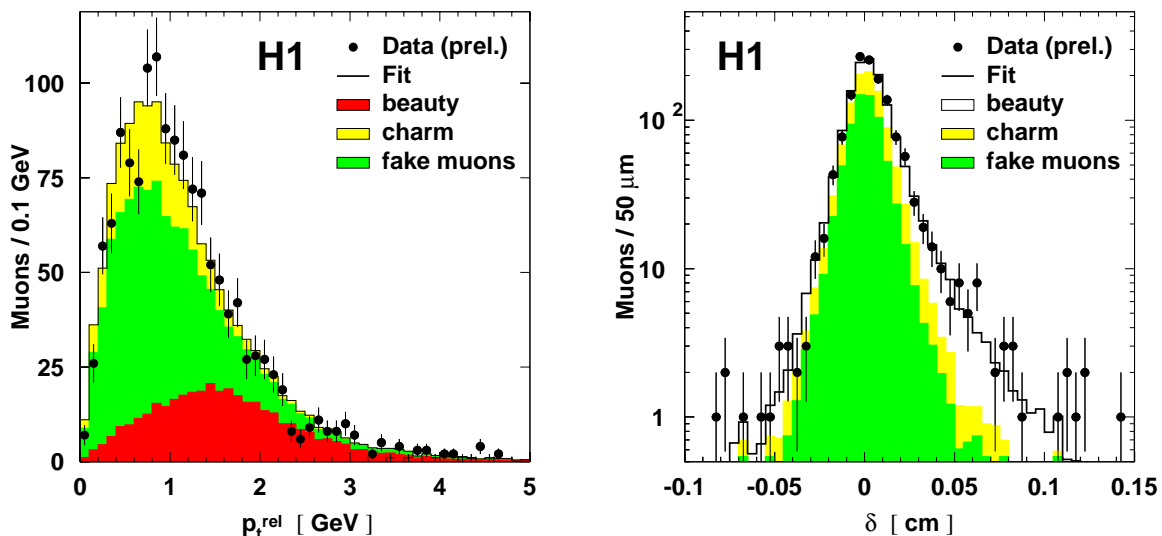 H1
Data (prel.)
Fit
beauty
charm
fake muons
Muons / 0.1 GeV
100
75
50
25
0
0 1 2 3 4 5
p_t^rel [ GeV ]
H1
Data (prel.)
Fit
beauty
charm
fake muons
Muons / 50 μm
10²
10
1
-0.1 -0.05 0 0.05 0.1 0.15
δ [ cm ]